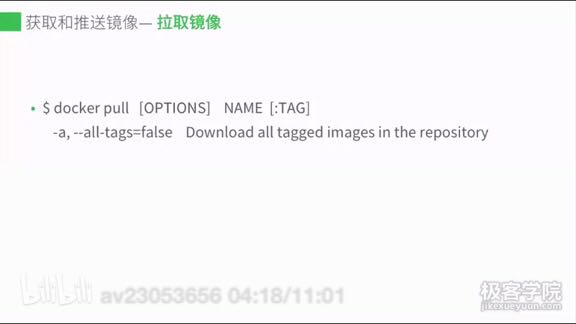 获取和推送镜像— 拉取镜像
• $ docker pull [OPTIONS] NAME [:TAG]
-a, --all-tags=false Download all tagged images in the repository
bilibili av23053656 04:18/11:01
极客学院
jikexueyuan.com